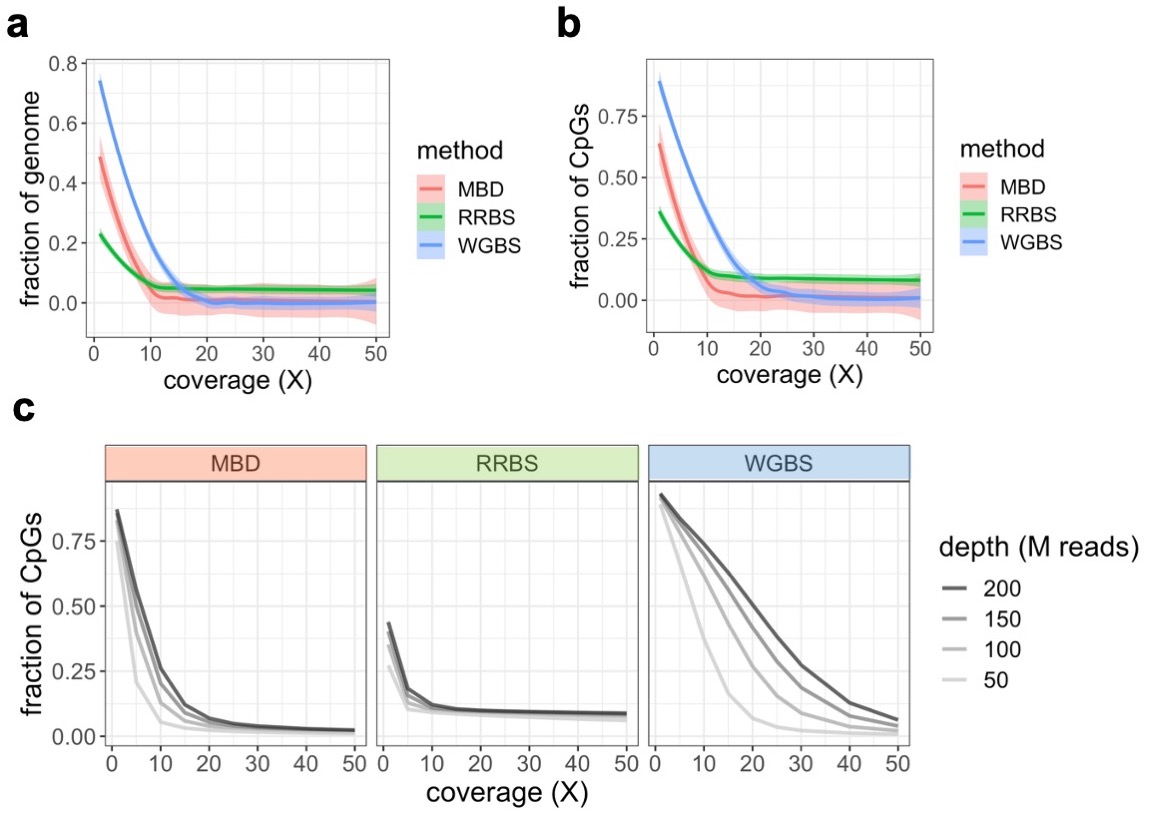 a
0.8
0.6
0.4
0.2
0.0
fraction of genome
0 10 20 30 40 50
coverage (X)
method
MBD
RRBS
WGBS
b
0.75
0.50
0.25
0.00
fraction of CpGs
0 10 20 30 40 50
coverage (X)
method
MBD
RRBS
WGBS
c
MBD RRBS WGBS
0.75
0.50
0.25
0.00
fraction of CpGs
0 10 20 30 40 50 0 10 20 30 40 50 0 10 20 30 40 50
coverage (X)
depth (M reads)
200
150
100
50